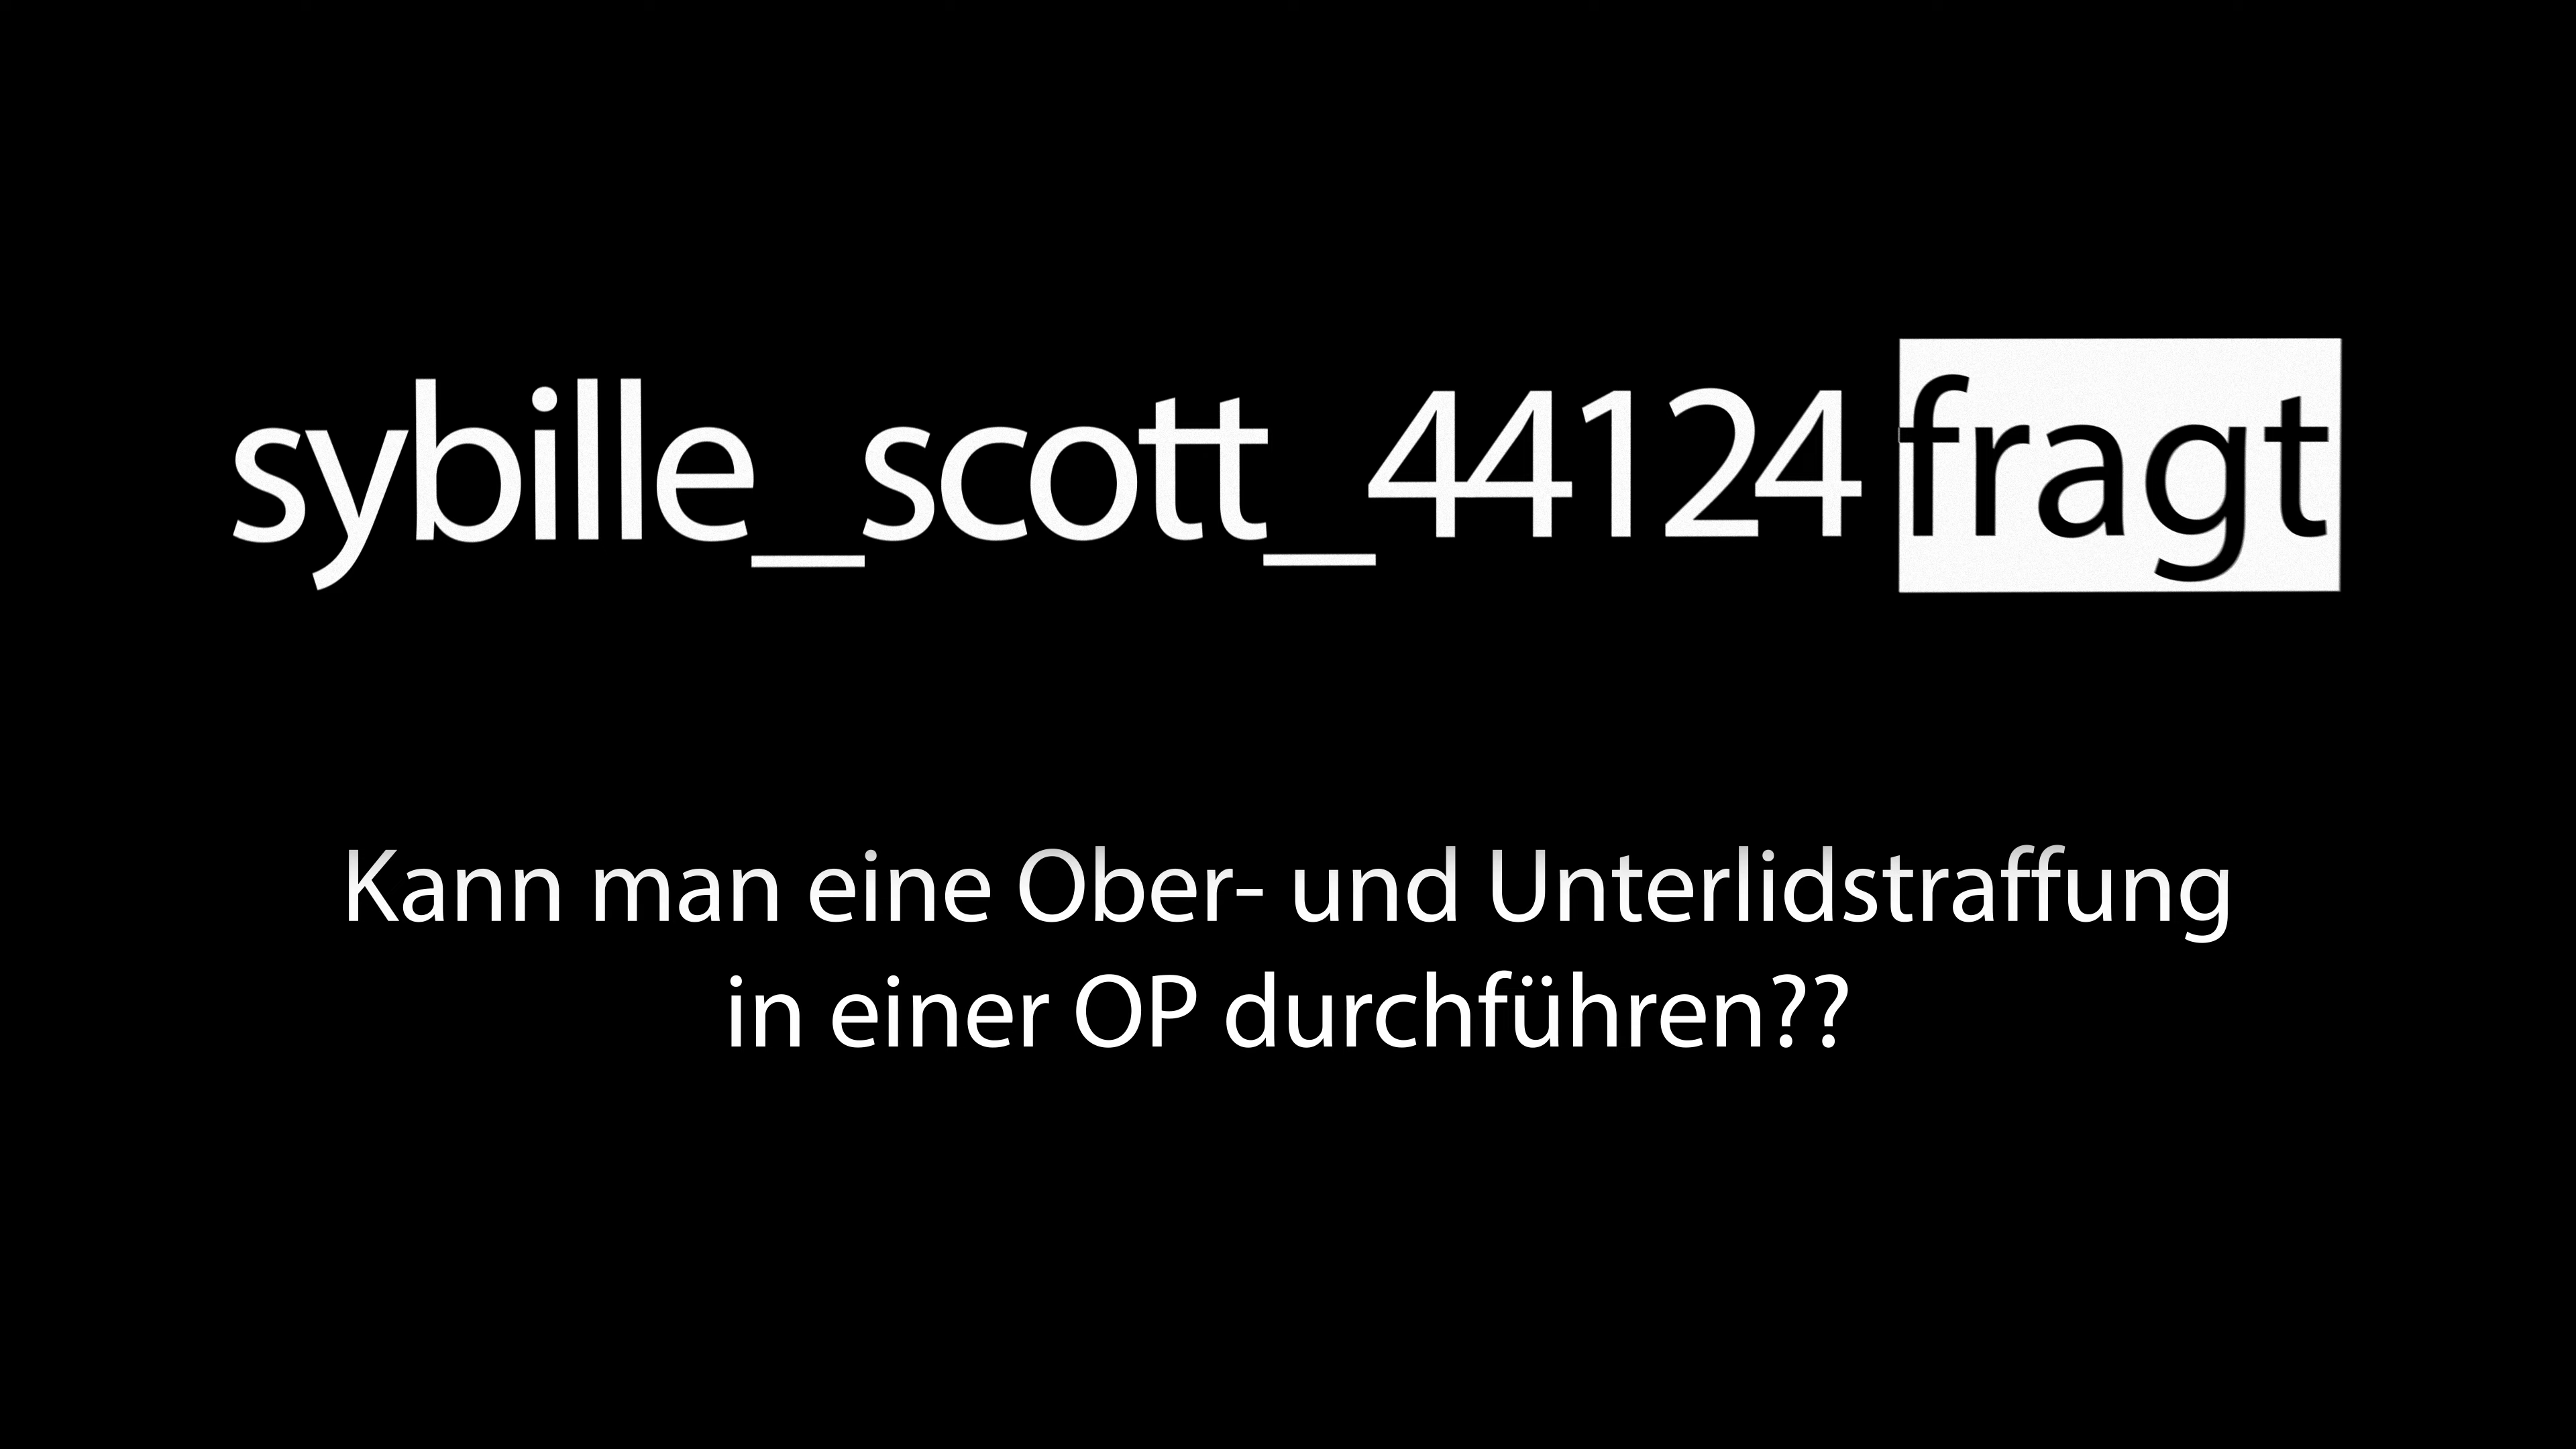 sybille_scott_44124 fragt
Kann man eine Ober- und Unterlidstraffung
in einer OP durchführen??